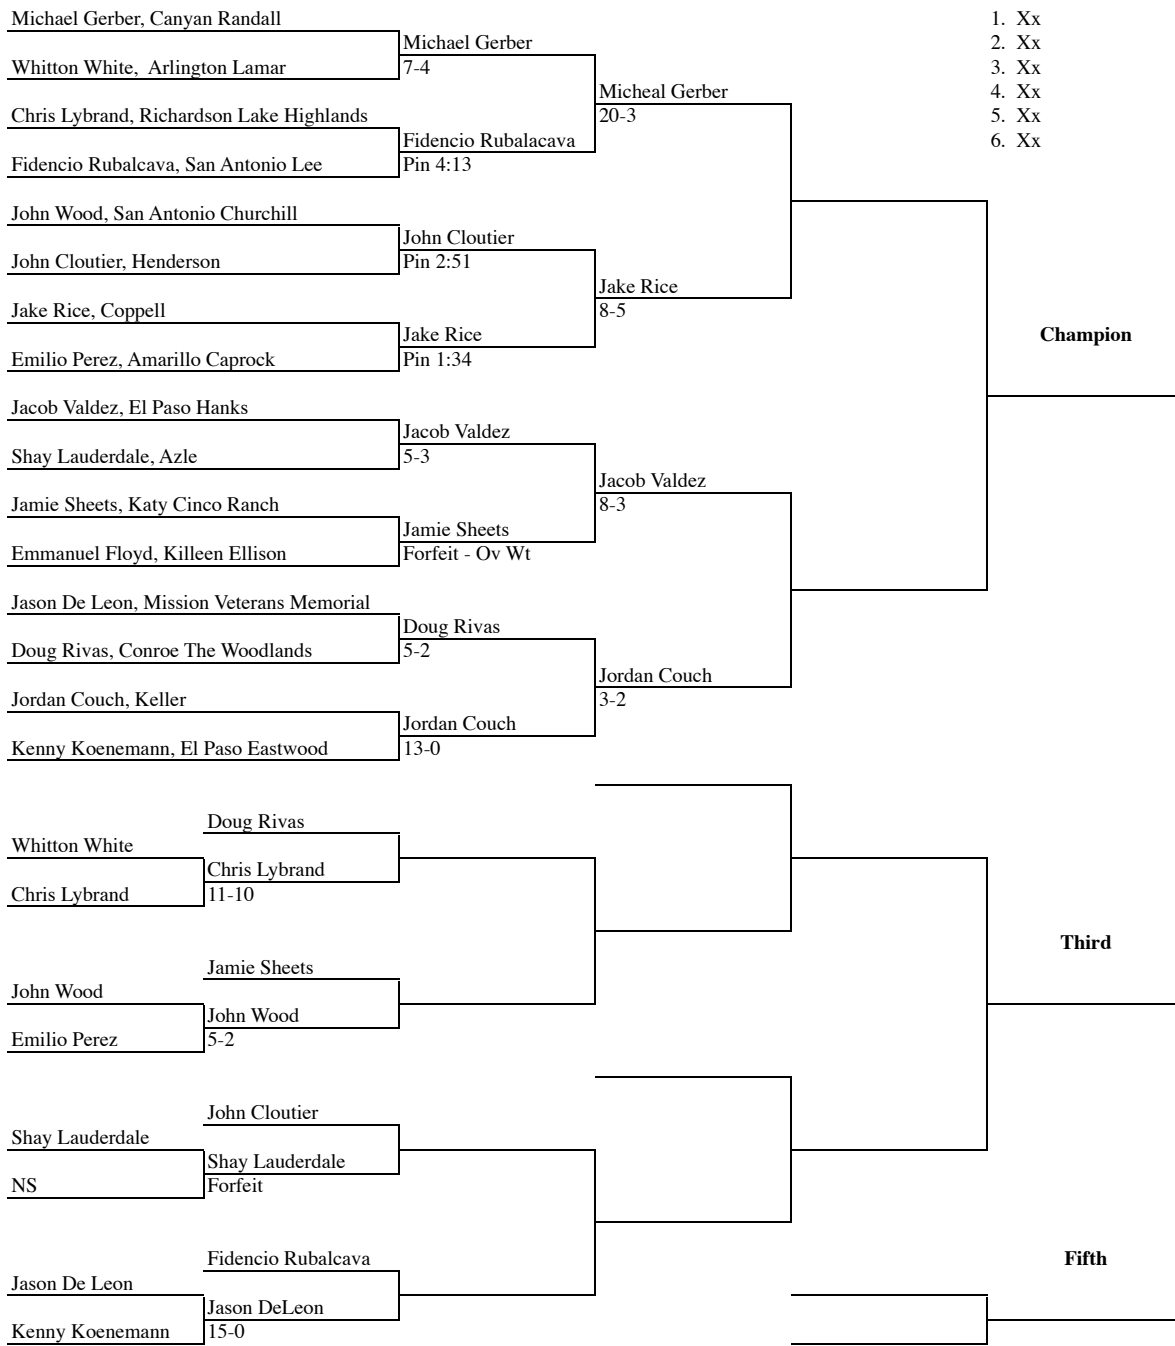 Michael Gerber, Canyan Randall
1. Xx
Michael Gerber
2. Xx
Whitton White, Arlington Lamar
7-4
3. Xx
Micheal Gerber
4. Xx
Chris Lybrand, Richardson Lake Highlands
20-3
5. Xx
Fidencio Rubalacava
6. Xx
Fidencio Rubalcava, San Antonio Lee
Pin 4:13
John Wood, San Antonio Churchill
John Cloutier
John Cloutier, Henderson
Pin 2:51
Jake Rice
Jake Rice, Coppell
8-5
Jake Rice
Champion
Emilio Perez, Amarillo Caprock
Pin 1:34
Jacob Valdez, El Paso Hanks
Jacob Valdez
Shay Lauderdale, Azle
5-3
Jacob Valdez
Jamie Sheets, Katy Cinco Ranch
8-3
Jamie Sheets
Emmanuel Floyd, Killeen Ellison
Forfeit - Ov Wt
Jason De Leon, Mission Veterans Memorial
Doug Rivas
Doug Rivas, Conroe The Woodlands
5-2
Jordan Couch
Jordan Couch, Keller
3-2
Jordan Couch
Kenny Koenemann, El Paso Eastwood
13-0
Doug Rivas
Whitton White
Chris Lybrand
Chris Lybrand
11-10
Third
Jamie Sheets
John Wood
John Wood
Emilio Perez
5-2
John Cloutier
Shay Lauderdale
Shay Lauderdale
NS
Forfeit
Fidencio Rubalcava
Fifth
Jason De Leon
Jason DeLeon
Kenny Koenemann
15-0